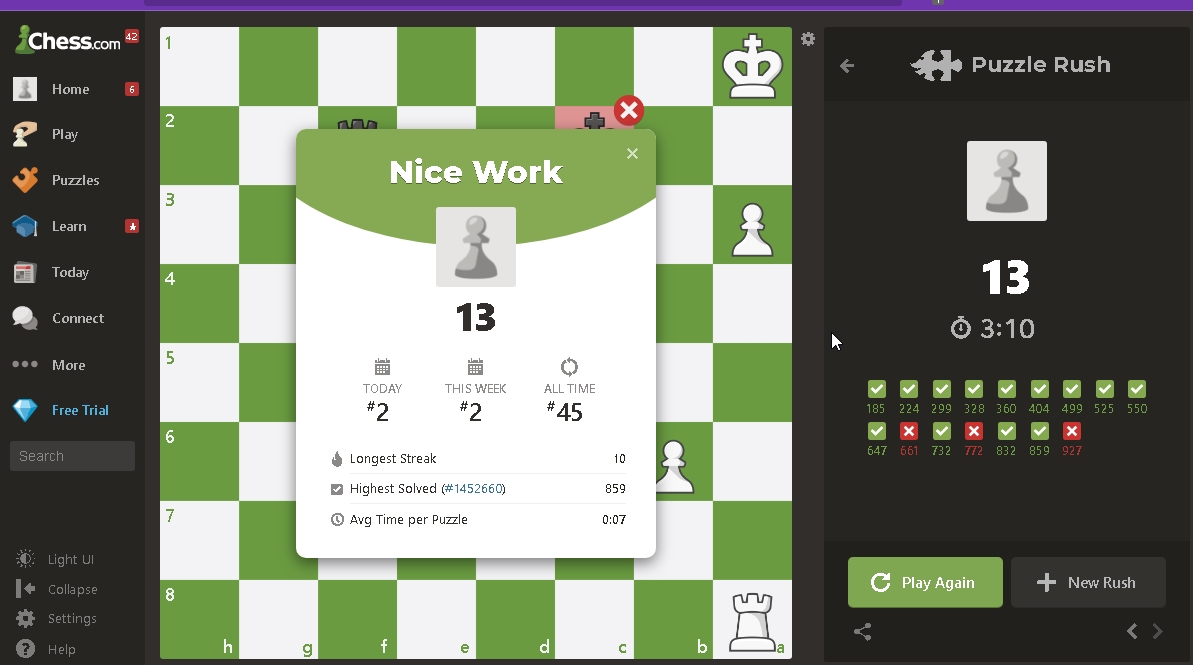 Chess.com 42
Home 6
Play
Puzzles
Learn
Today
Connect
More
Free Trial
Search
Light UI
Collapse
Settings
Help
1
2
3
4
5
6
7
8
h g f e d c b a
Nice Work
×
13
TODAY THIS WEEK ALL TIME
#2 #2 #45
Longest Streak 10
Highest Solved (#1452660) 859
Avg Time per Puzzle 0:07
Puzzle Rush
13
3:10
185 224 299 328 360 404 499 525 550
647 661 732 772 832 859 927
Play Again
New Rush